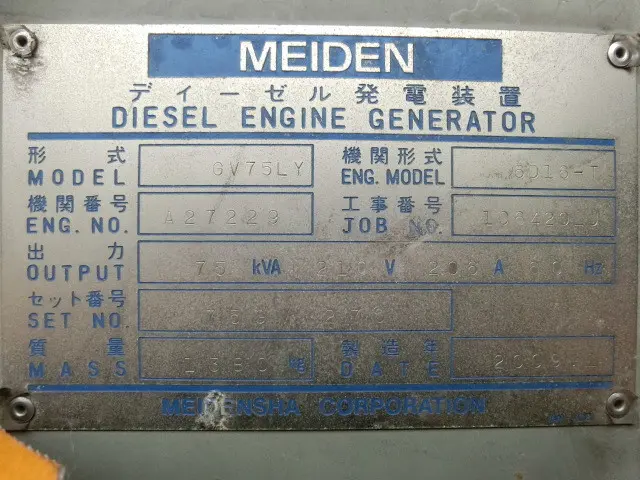 MEIDEN
ディーゼル発電装置
DIESEL ENGINE GENERATOR
形式 GV75LY 機関形式
MODEL ENG. MODEL
機関番号 A27229 工事番号
ENG. NO. JOB NO.
出力
OUTPUT 75 kVA V A Hz
セット番号
SET NO.
質量 製造年
MASS kg DATE 2009
MEIDENSHA CORPORATION